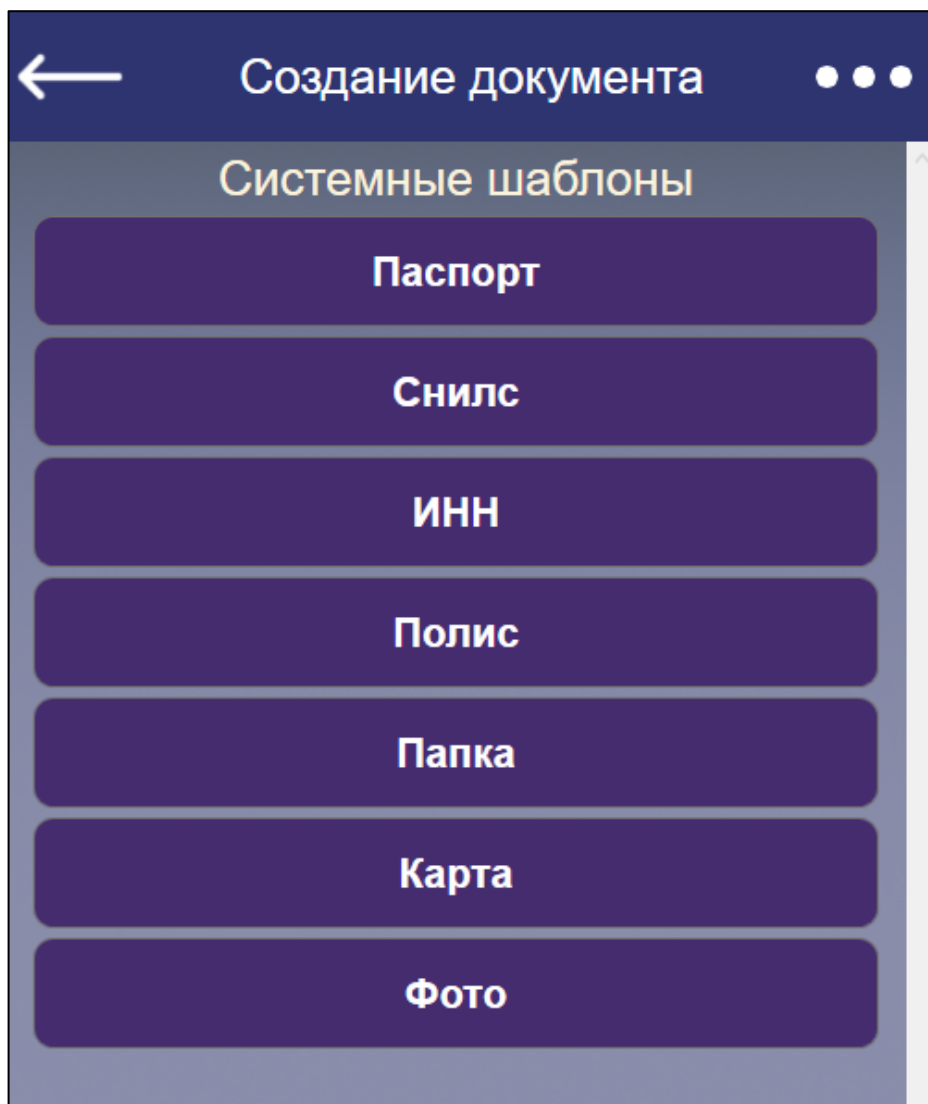 Создание документа
Системные шаблоны
Паспорт
Снилс
ИНН
Полис
Папка
Карта
Фото